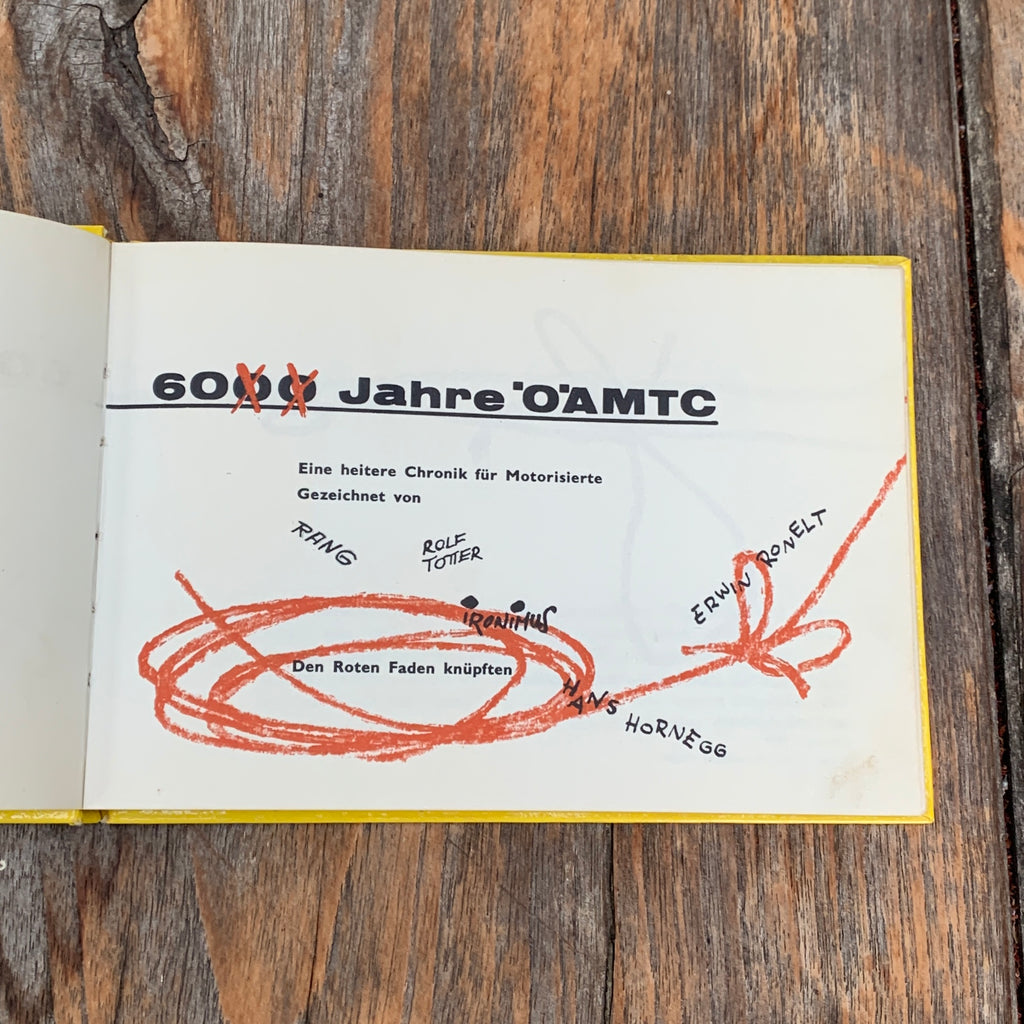 6000 Jahre ÖAMTC
Eine heitere Chronik für Motorisierte
Gezeichnet von
RANG
ROLF
TOTTER
IRONIMUS
ERWIN RONELT
Den Roten Faden knüpften
HANS HORNEGG